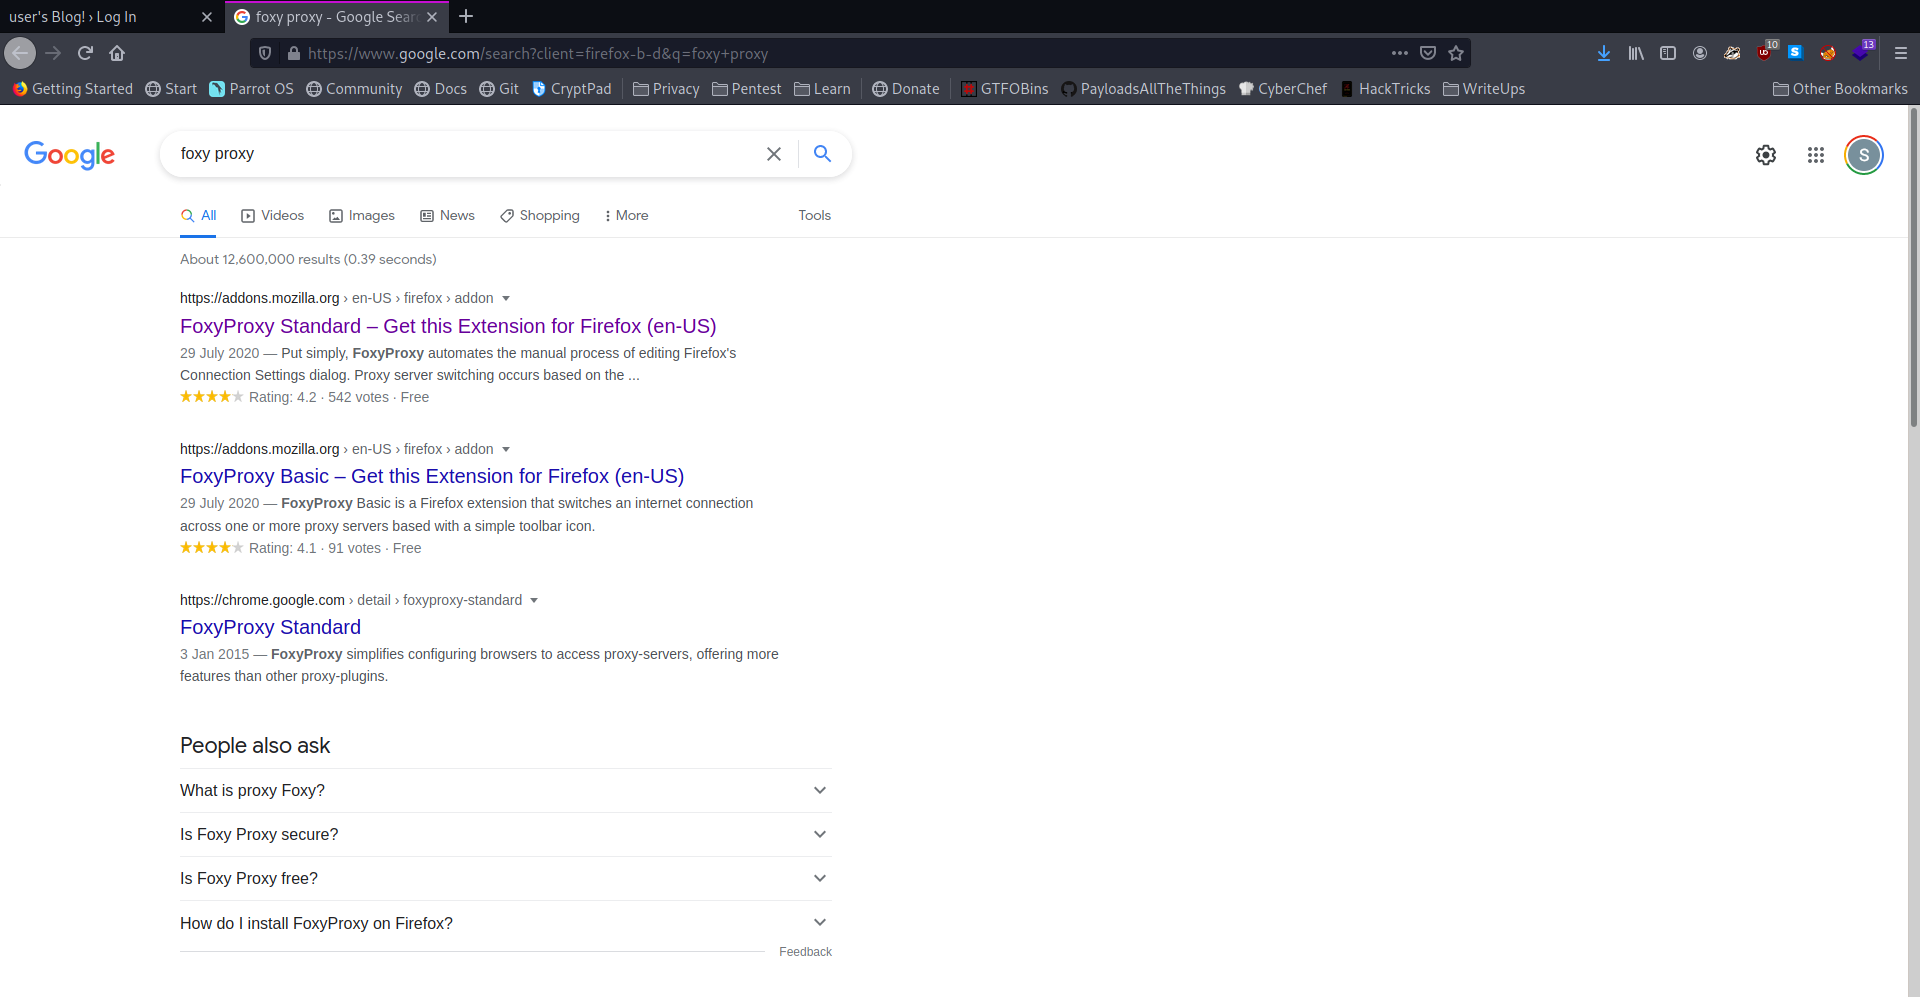 user's Blog! › Log In
foxy proxy - Google Sear
https://www.google.com/search?client=firefox-b-d&q=foxy+proxy
10
S
13
Getting Started Start Parrot OS Community Docs Git CryptPad Privacy Pentest Learn Donate GTFOBins PayloadsAllTheThings CyberChef HackTricks WriteUps Other Bookmarks
Google
foxy proxy
S
All Videos Images News Shopping More Tools
About 12,600,000 results (0.39 seconds)
https://addons.mozilla.org › en-US › firefox › addon
FoxyProxy Standard – Get this Extension for Firefox (en-US)
29 July 2020 — Put simply, FoxyProxy automates the manual process of editing Firefox's
Connection Settings dialog. Proxy server switching occurs based on the ...
Rating: 4.2 · 542 votes · Free
https://addons.mozilla.org › en-US › firefox › addon
FoxyProxy Basic – Get this Extension for Firefox (en-US)
29 July 2020 — FoxyProxy Basic is a Firefox extension that switches an internet connection
across one or more proxy servers based with a simple toolbar icon.
Rating: 4.1 · 91 votes · Free
https://chrome.google.com › detail › foxyproxy-standard
FoxyProxy Standard
3 Jan 2015 — FoxyProxy simplifies configuring browsers to access proxy-servers, offering more
features than other proxy-plugins.
People also ask
What is proxy Foxy?
Is Foxy Proxy secure?
Is Foxy Proxy free?
How do I install FoxyProxy on Firefox?
Feedback